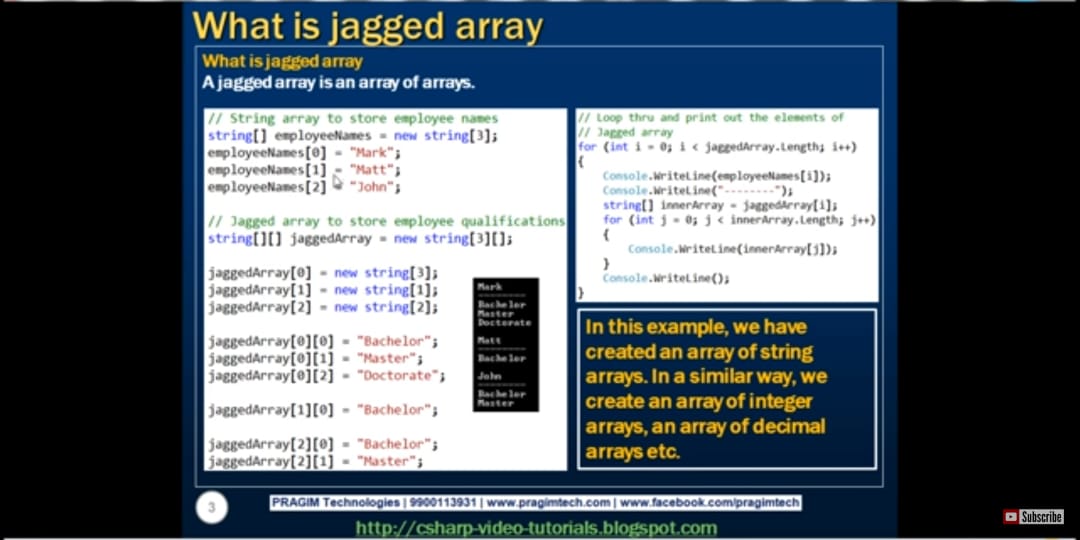 What is jagged array
What is jagged array
A jagged array is an array of arrays.
// String array to store employee names
string[] employeeNames = new string[3];
employeeNames[0] = "Mark";
employeeNames[1] = "Matt";
employeeNames[2] = "John";
// Jagged array to store employee qualifications
string[][] jaggedArray = new string[3][];
jaggedArray[0] = new string[3];
jaggedArray[1] = new string[1];
jaggedArray[2] = new string[2];
jaggedArray[0][0] = "Bachelor";
jaggedArray[0][1] = "Master";
jaggedArray[0][2] = "Doctorate";
jaggedArray[1][0] = "Bachelor";
jaggedArray[2][0] = "Bachelor";
jaggedArray[2][1] = "Master";
Mark
--------
Bachelor
Master
Doctorate
Matt
--------
Bachelor
John
--------
Bachelor
Master
// Loop thru and print out the elements of
// Jagged array
for (int i = 0; i < jaggedArray.Length; i++)
{
Console.WriteLine(employeeNames[i]);
Console.WriteLine("--------");
string[] innerArray = jaggedArray[i];
for (int j = 0; j < innerArray.Length; j++)
{
Console.WriteLine(innerArray[j]);
}
Console.WriteLine();
}
In this example, we have
created an array of string
arrays. In a similar way, we
create an array of integer
arrays, an array of decimal
arrays etc.
3
PRAGIM Technologies | 9900113931 | www.pragimtech.com | www.facebook.com/pragimtech
http://csharp-video-tutorials.blogspot.com
Subscribe